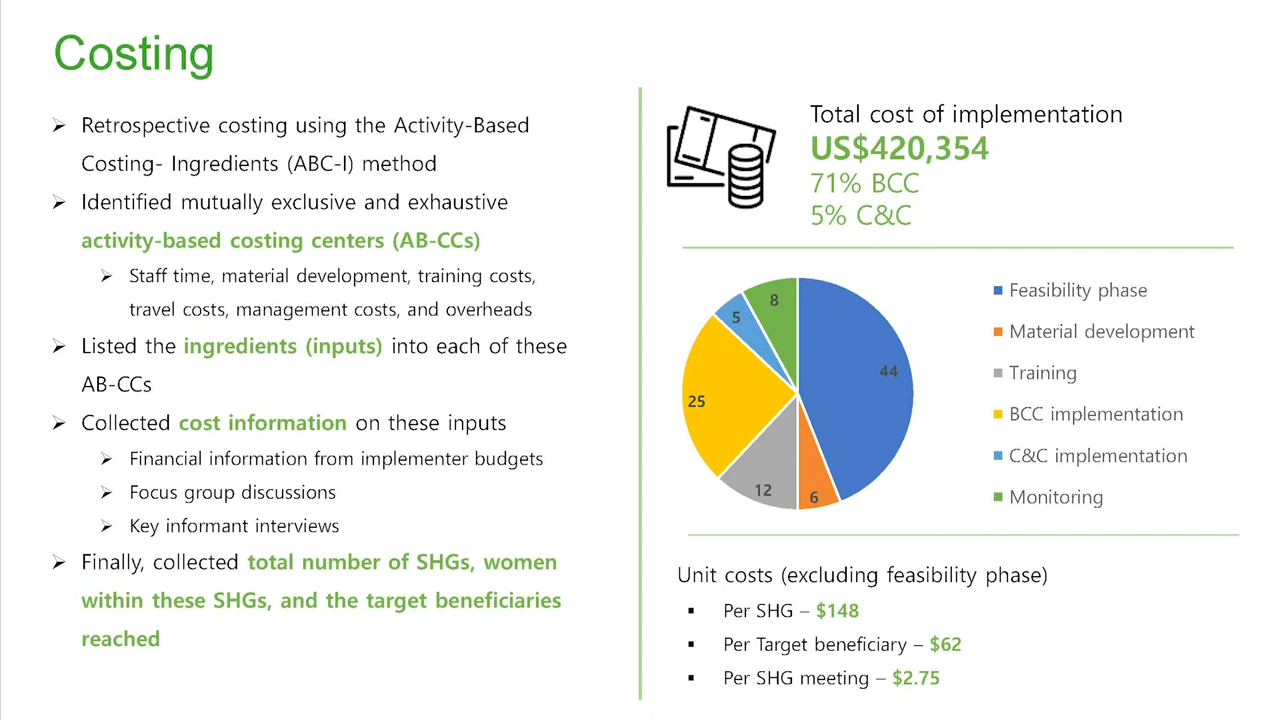 Costing
➢ Retrospective costing using the Activity-Based
Costing- Ingredients (ABC-I) method
➢ Identified mutually exclusive and exhaustive
activity-based costing centers (AB-CCs)
➢ Staff time, material development, training costs,
travel costs, management costs, and overheads
➢ Listed the ingredients (inputs) into each of these
AB-CCs
➢ Collected cost information on these inputs
➢ Financial information from implementer budgets
➢ Focus group discussions
➢ Key informant interviews
➢ Finally, collected total number of SHGs, women
within these SHGs, and the target beneficiaries
reached
Total cost of implementation
US$420,354
71% BCC
5% C&C
8
5
44
25
12
6
Feasibility phase
Material development
Training
BCC implementation
C&C implementation
Monitoring
Unit costs (excluding feasibility phase)
▪ Per SHG – $148
▪ Per Target beneficiary – $62
▪ Per SHG meeting – $2.75